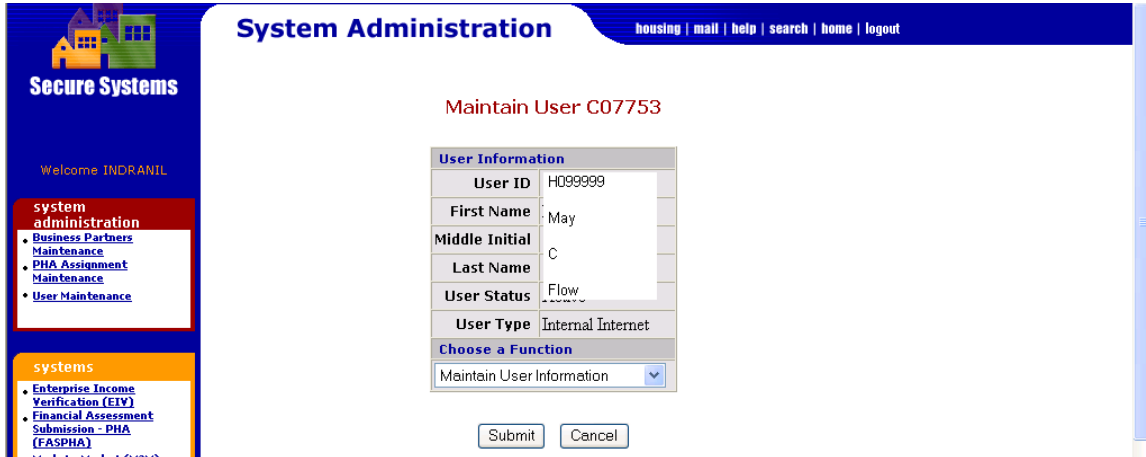 System Administration
housing | mail | help | search | home | logout
Secure Systems
Welcome INDRANIL
system
administration
Business Partners
Maintenance
PHA Assignment
Maintenance
User Maintenance
systems
Enterprise Income
Verification (EIV)
Financial Assessment
Submission - PHA
(FASPHA)
Maintain User C07753
User Information
User ID H099999
First Name May
Middle Initial C
Last Name Flow
User Status
User Type Internal Internet
Choose a Function
Maintain User Information
Submit Cancel